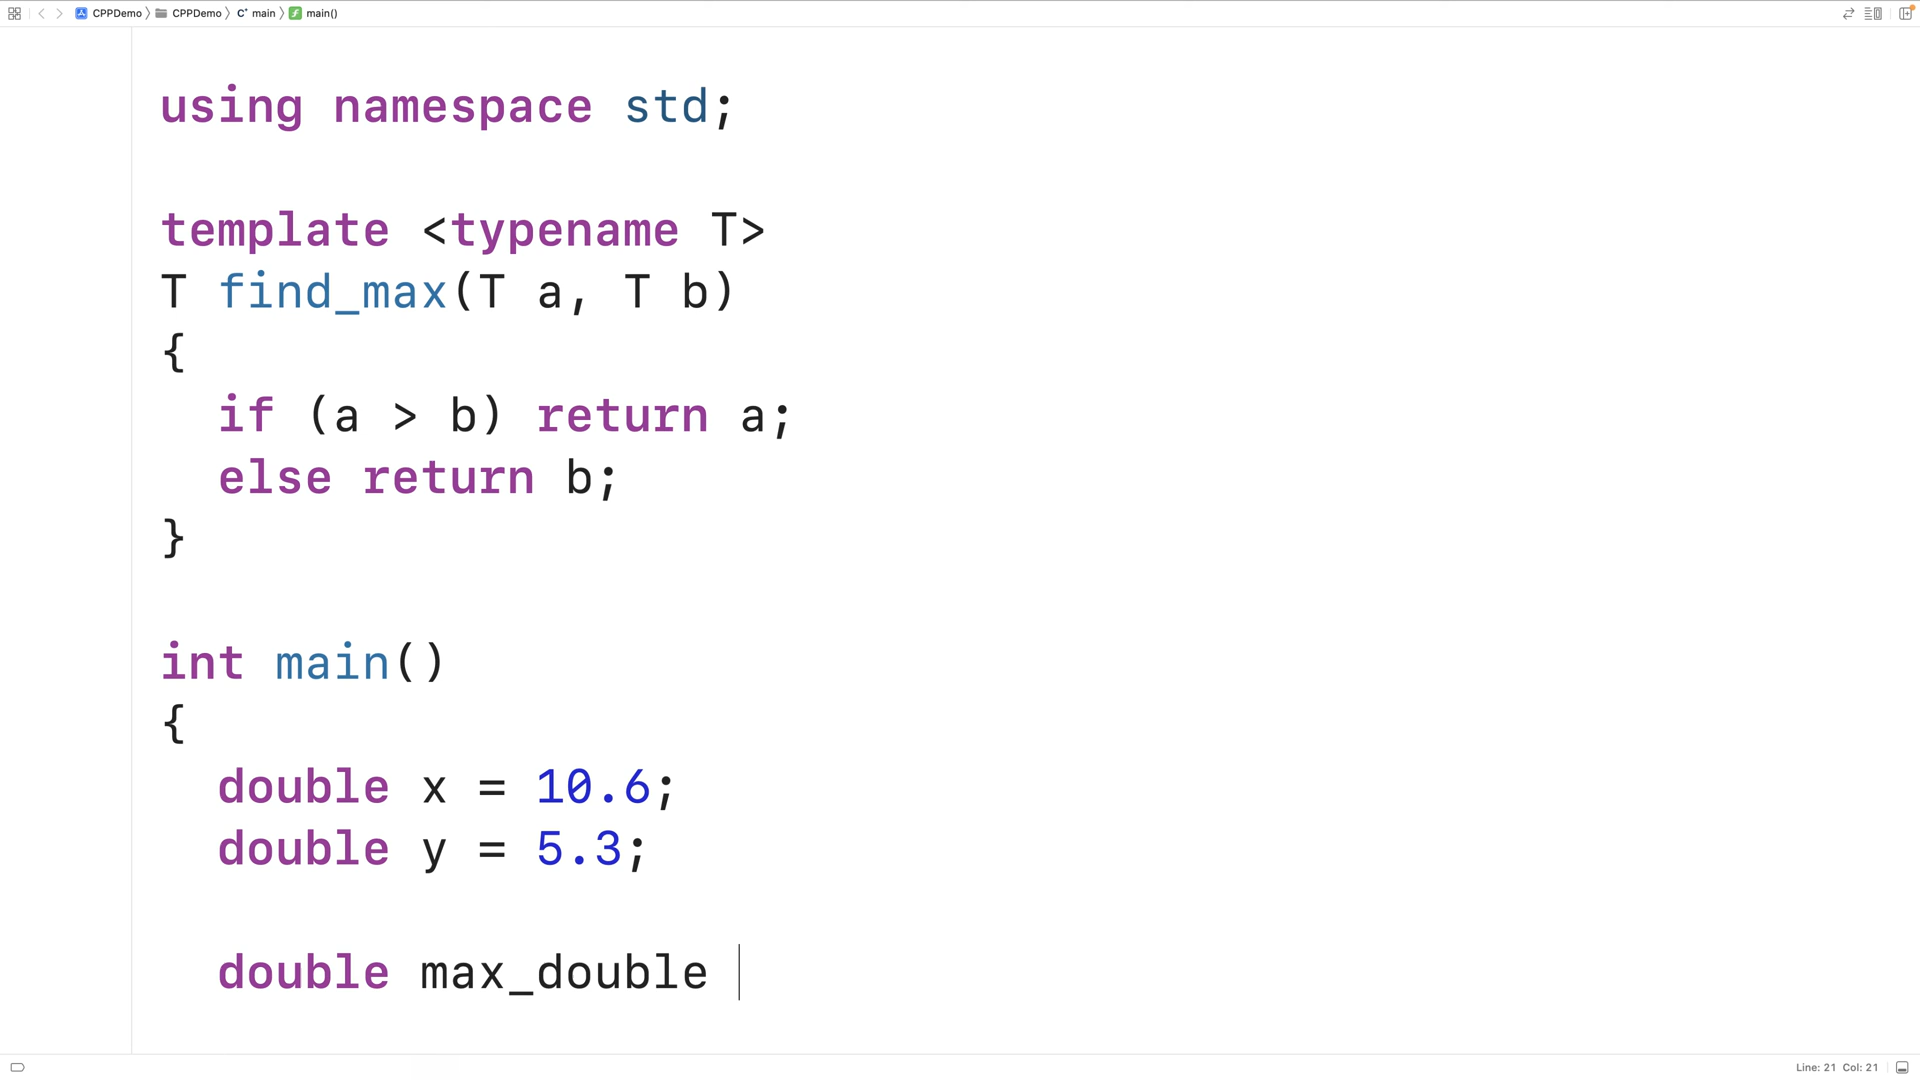 CPPDemo 〉 CPPDemo 〉 C⁺ main 〉 f main()
using namespace std;
template <typename T>
T find_max(T a, T b)
{
  if (a > b) return a;
  else return b;
}
int main()
{
  double x = 10.6;
  double y = 5.3;
  double max_double
Line: 21 Col: 21